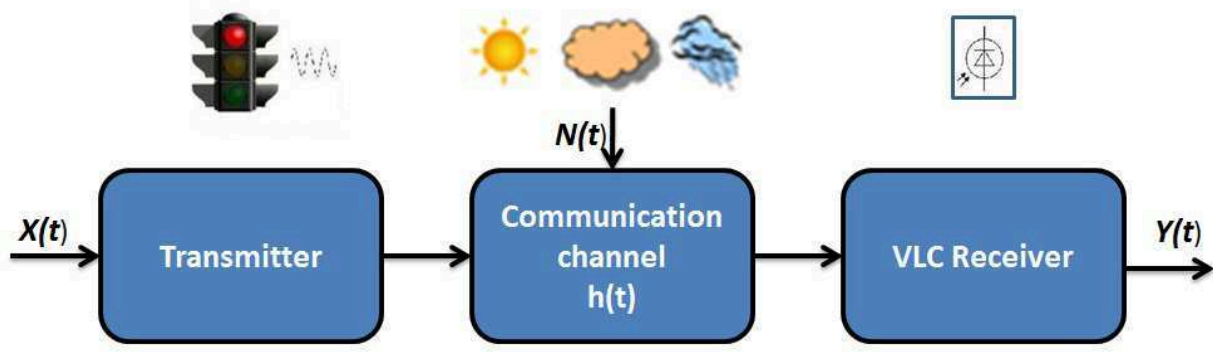 N(t)
X(t)
Transmitter
Communication
channel
h(t)
VLC Receiver
Y(t)